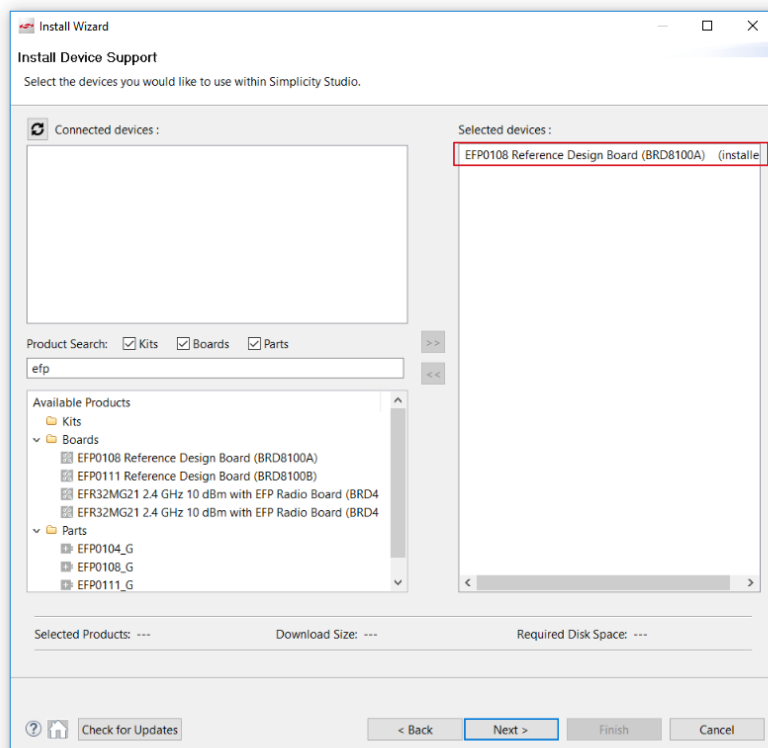 Install Wizard
Install Device Support
Select the devices you would like to use within Simplicity Studio.
Connected devices :
Selected devices :
EFP0108 Reference Design Board (BRD8100A) (installe
Product Search: Kits Boards Parts
>>
efp
<<
Available Products
Kits
Boards
EFP0108 Reference Design Board (BRD8100A)
EFP0111 Reference Design Board (BRD8100B)
EFR32MG21 2.4 GHz 10 dBm with EFP Radio Board (BRD4
EFR32MG21 2.4 GHz 10 dBm with EFP Radio Board (BRD4
Parts
EFP0104_G
EFP0108_G
EFP0111_G
Selected Products: --- Download Size: --- Required Disk Space: ---
Check for Updates < Back Next > Finish Cancel